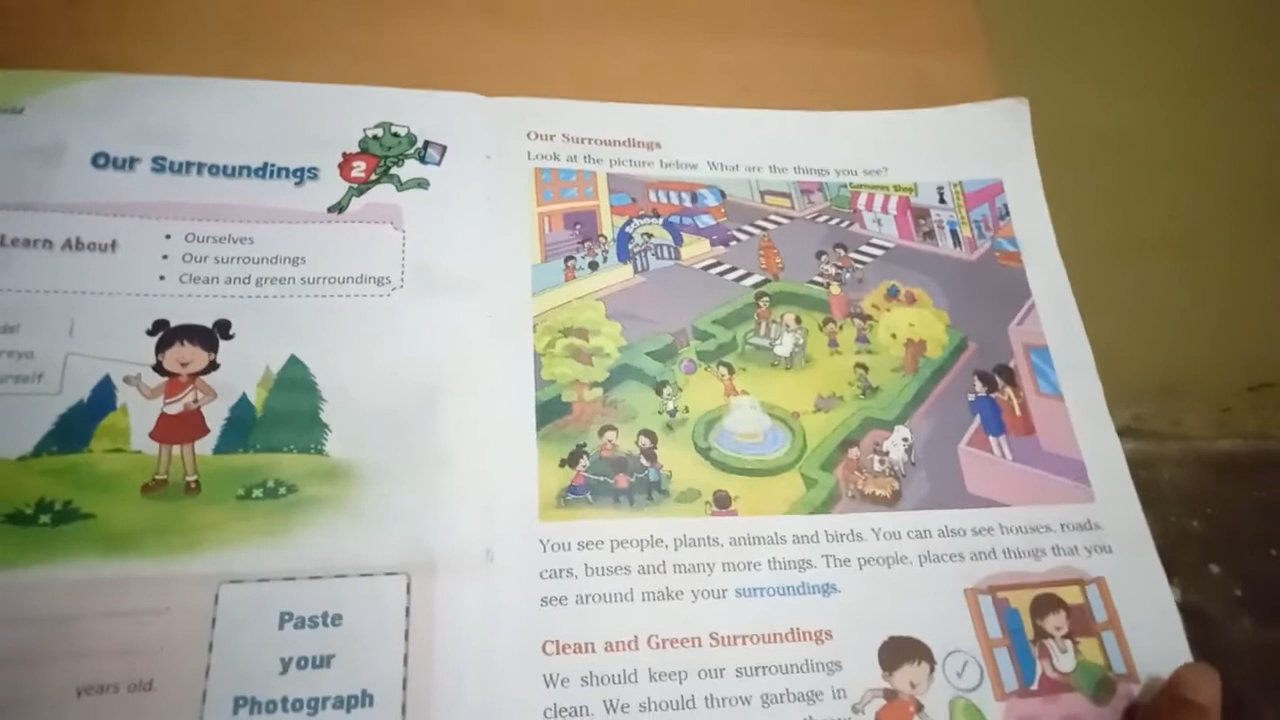 Our Surroundings
2
Learn About
• Ourselves
• Our surroundings
• Clean and green surroundings
Paste
your
Photograph
years old.
Our Surroundings
Look at the picture below. What are the things you see?
School
Garments Shop
You see people, plants, animals and birds. You can also see houses, roads,
cars, buses and many more things. The people, places and things that you
see around make your surroundings.
Clean and Green Surroundings
We should keep our surroundings
clean. We should throw garbage in